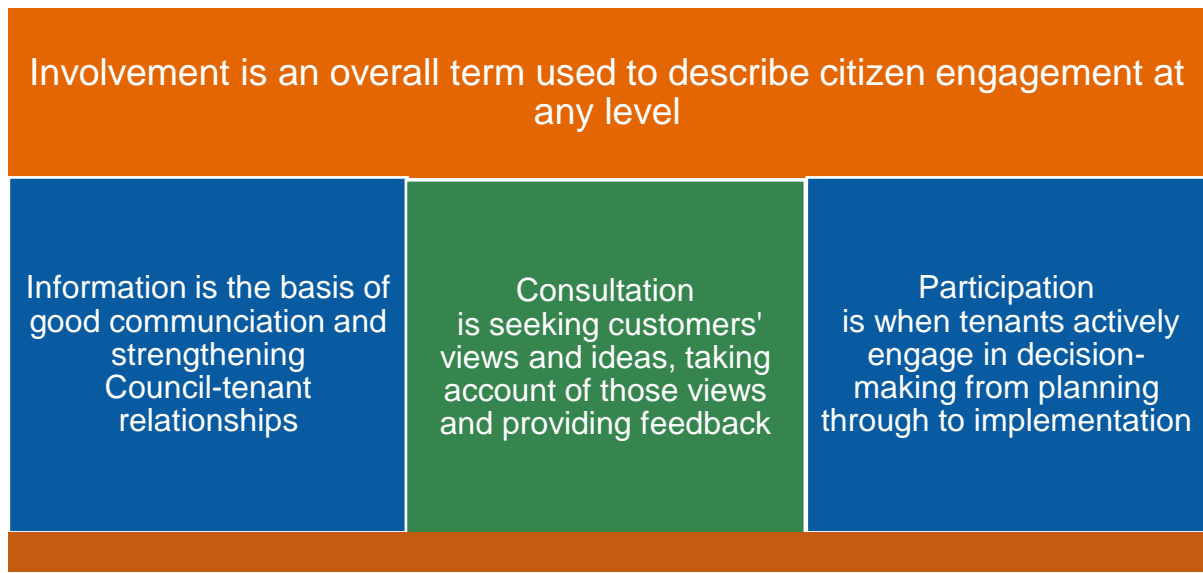 Involvement is an overall term used to describe citizen engagement at
any level
Information is the basis of
good communciation and
strengthening
Council-tenant
relationships
Consultation
is seeking customers'
views and ideas, taking
account of those views
and providing feedback
Participation
is when tenants actively
engage in decision-
making from planning
through to implementation